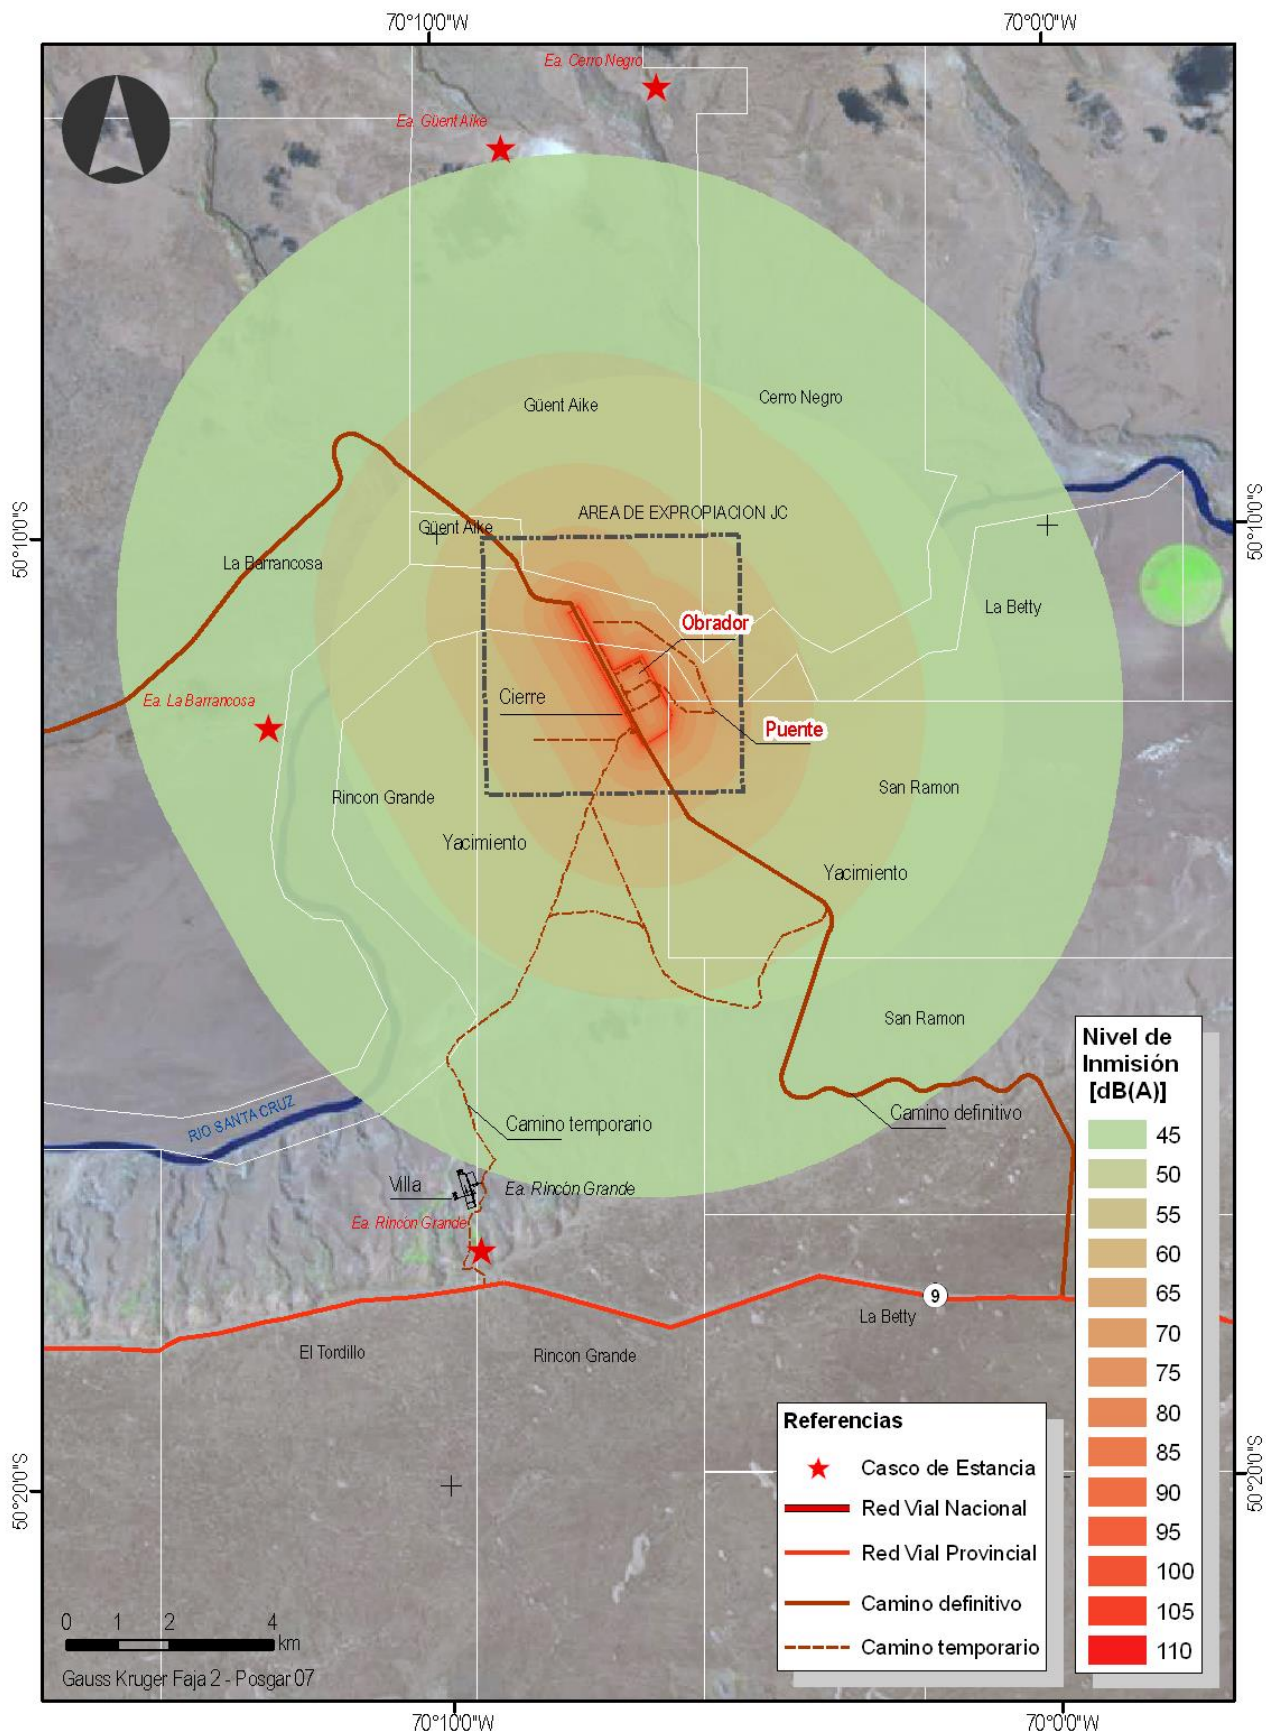 70°10'0"W
70°0'0"W
Ea. Cerro Negro
Ea. Güent Aike
Güent Aike
Cerro Negro
50°10'0"S
50°10'0"S
AREA DE EXPROPIACION JC
Güent Aike
La Barrancosa
La Betty
Obrador
Ea. La Barrancosa
Cierre
Puente
Rincon Grande
San Ramon
Yacimiento
Yacimiento
San Ramon
RIO SANTA CRUZ
Camino temporario
Camino definitivo
Villa
Ea. Rincón Grande
Ea. Rincón Grande
9
La Betty
El Tordillo
Rincon Grande
Nivel de
Inmisión
[dB(A)]
45
50
55
60
65
70
75
80
85
90
95
100
105
110
Referencias
Casco de Estancia
Red Vial Nacional
Red Vial Provincial
Camino definitivo
Camino temporario
50°20'0"S
50°20'0"S
0 1 2 4
km
Gauss Kruger Faja 2 - Posgar 07
70°10'0"W
70°0'0"W